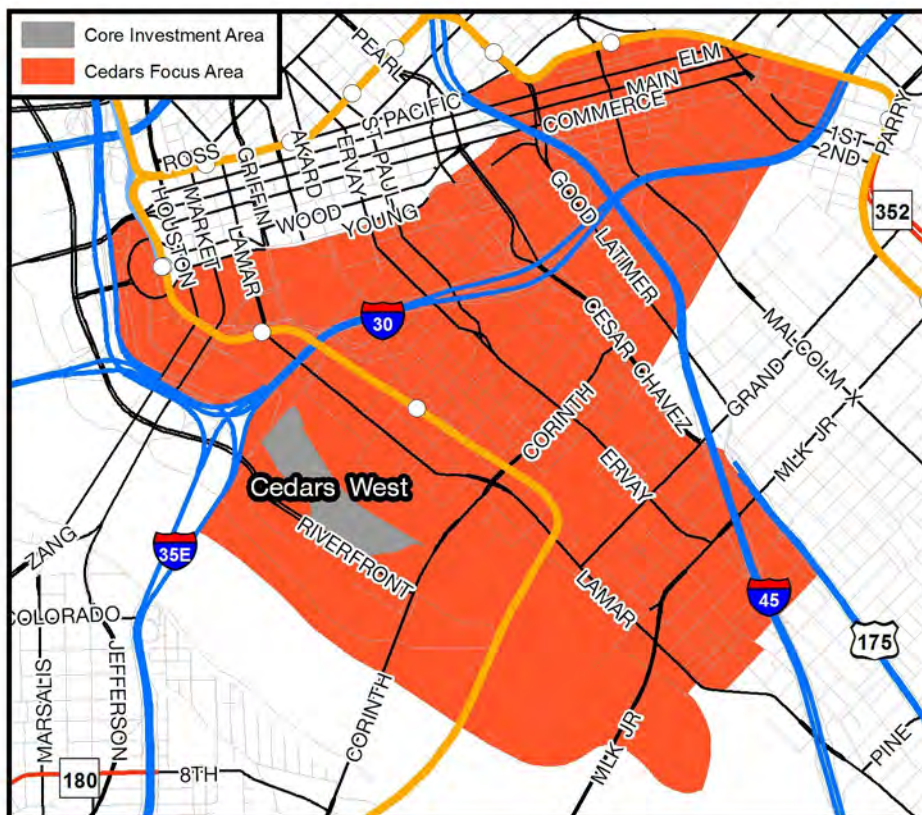 Core Investment Area
Cedars Focus Area
PEARL
ELM
MAIN
PACIFIC
COMMERCE
PARRY
1ST
2ND
ROSS
AKARD
ST PAUL
ERVAY
GRIFFIN
MARKET
HOUSTON
LAMAR
WOOD
YOUNG
GOOD LATIMER
352
30
CESAR CHAVEZ
MALCOLM X
GRAND
CORINTH
MLK JR
ERVAY
Cedars West
RIVERFRONT
ZANG
35E
LAMAR
45
COLORADO
175
MARSALIS
JEFFERSON
CORINTH
MLK JR
PINE
180
8TH